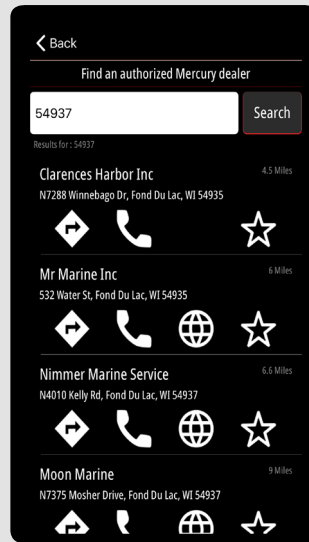 Back
Find an authorized Mercury dealer
54937
Search
Results for : 54937
Clarences Harbor Inc
4.5 Miles
N7288 Winnebago Dr, Fond Du Lac, WI 54935
Mr Marine Inc
6 Miles
532 Water St, Fond Du Lac, WI 54935
Nimmer Marine Service
6.6 Miles
N4010 Kelly Rd, Fond Du Lac, WI 54937
Moon Marine
9 Miles
N7375 Mosher Drive, Fond Du Lac, WI 54937